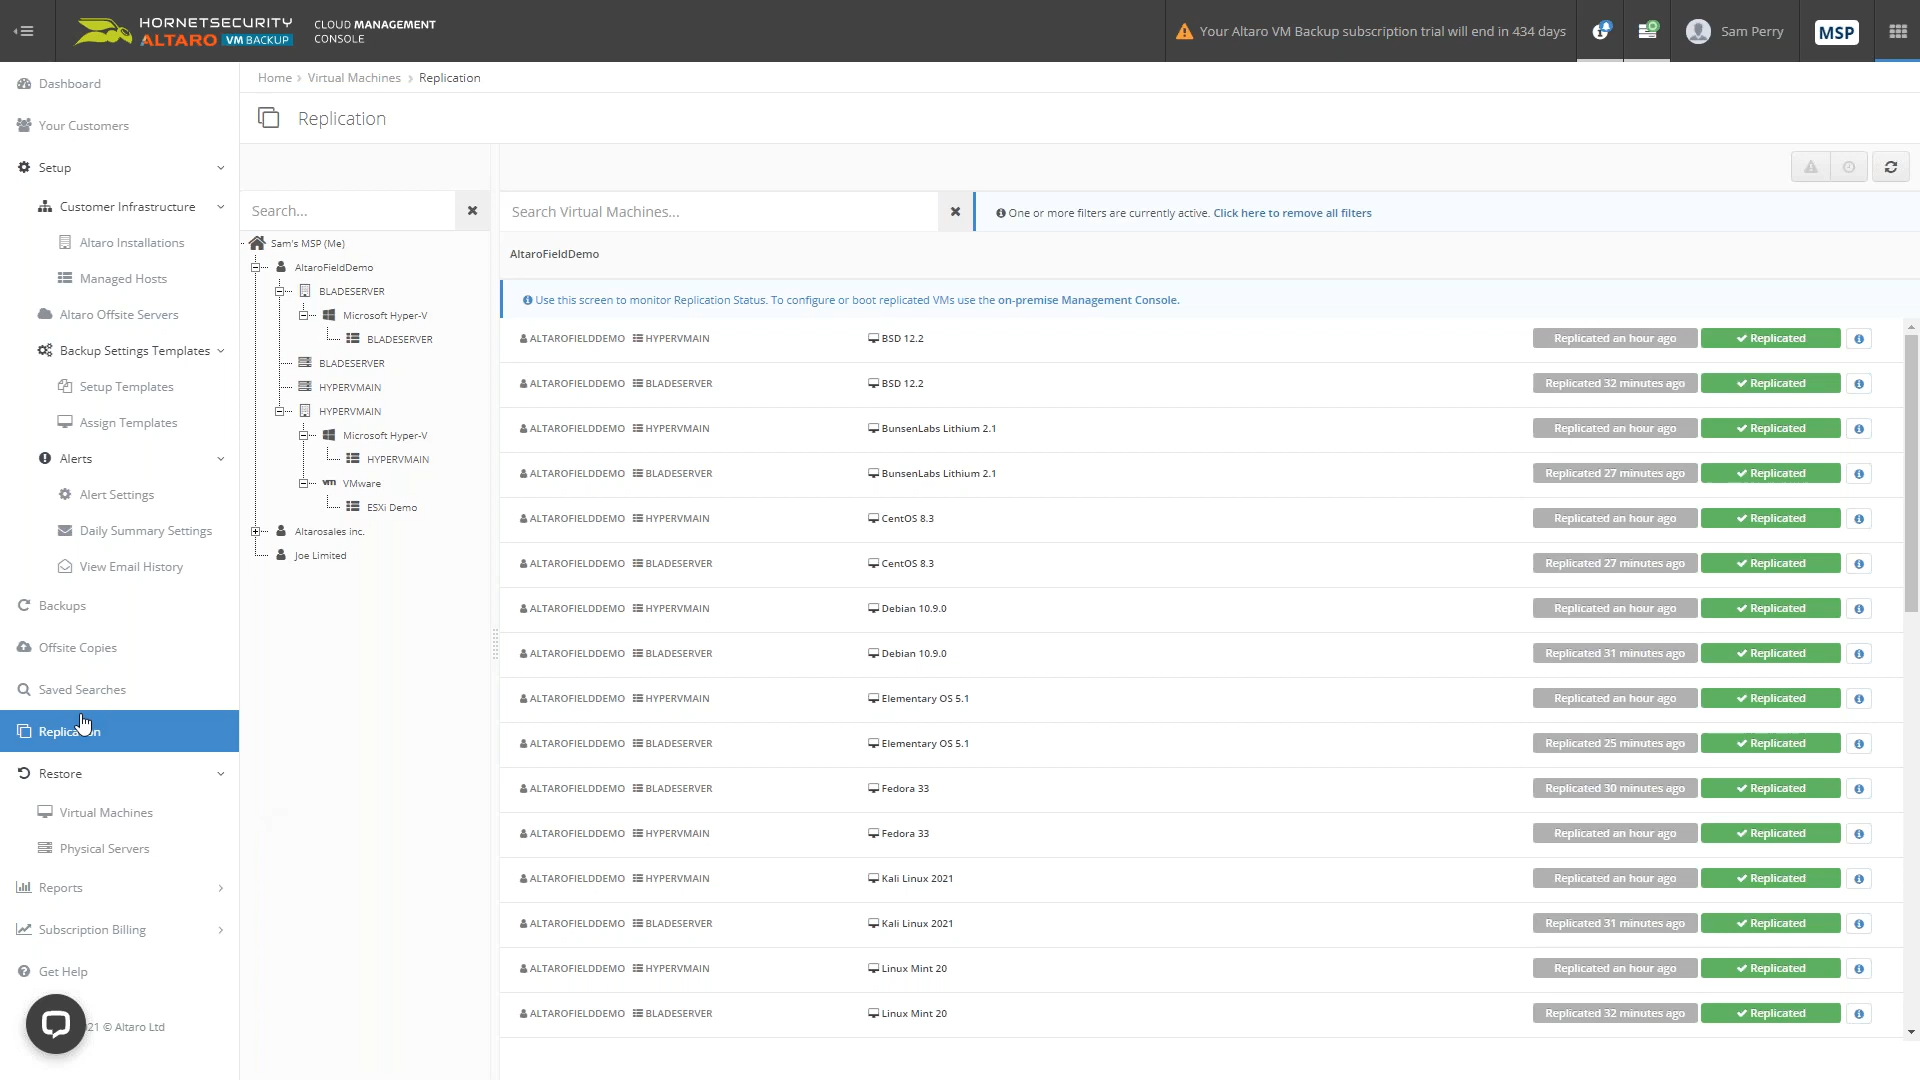 HORNETSECURITY
ALTARO VM BACKUP
CLOUD MANAGEMENT
CONSOLE
Your Altaro VM Backup subscription trial will end in 434 days
Sam Perry
MSP
Dashboard
Your Customers
Setup
Customer Infrastructure
Altaro Installations
Managed Hosts
Altaro Offsite Servers
Backup Settings Templates
Setup Templates
Assign Templates
Alerts
Alert Settings
Daily Summary Settings
View Email History
Backups
Offsite Copies
Saved Searches
Replication
Restore
Virtual Machines
Physical Servers
Reports
Subscription Billing
Get Help
21 © Altaro Ltd
Home › Virtual Machines › Replication
Replication
Search...
Sam's MSP (Me)
AltaroFieldDemo
BLADESERVER
Microsoft Hyper-V
BLADESERVER
BLADESERVER
HYPERVMAIN
HYPERVMAIN
Microsoft Hyper-V
HYPERVMAIN
vm VMware
ESXi Demo
Altarosales inc.
Joe Limited
Search Virtual Machines...
One or more filters are currently active. Click here to remove all filters
AltaroFieldDemo
Use this screen to monitor Replication Status. To configure or boot replicated VMs use the on-premise Management Console.
ALTAROFIELDDEMO HYPERVMAIN BSD 12.2 Replicated an hour ago Replicated
ALTAROFIELDDEMO BLADESERVER BSD 12.2 Replicated 32 minutes ago Replicated
ALTAROFIELDDEMO HYPERVMAIN BunsenLabs Lithium 2.1 Replicated an hour ago Replicated
ALTAROFIELDDEMO BLADESERVER BunsenLabs Lithium 2.1 Replicated 27 minutes ago Replicated
ALTAROFIELDDEMO HYPERVMAIN CentOS 8.3 Replicated an hour ago Replicated
ALTAROFIELDDEMO BLADESERVER CentOS 8.3 Replicated 27 minutes ago Replicated
ALTAROFIELDDEMO HYPERVMAIN Debian 10.9.0 Replicated an hour ago Replicated
ALTAROFIELDDEMO BLADESERVER Debian 10.9.0 Replicated 31 minutes ago Replicated
ALTAROFIELDDEMO HYPERVMAIN Elementary OS 5.1 Replicated an hour ago Replicated
ALTAROFIELDDEMO BLADESERVER Elementary OS 5.1 Replicated 25 minutes ago Replicated
ALTAROFIELDDEMO BLADESERVER Fedora 33 Replicated 30 minutes ago Replicated
ALTAROFIELDDEMO HYPERVMAIN Fedora 33 Replicated an hour ago Replicated
ALTAROFIELDDEMO HYPERVMAIN Kali Linux 2021 Replicated an hour ago Replicated
ALTAROFIELDDEMO BLADESERVER Kali Linux 2021 Replicated 31 minutes ago Replicated
ALTAROFIELDDEMO HYPERVMAIN Linux Mint 20 Replicated an hour ago Replicated
ALTAROFIELDDEMO BLADESERVER Linux Mint 20 Replicated 32 minutes ago Replicated